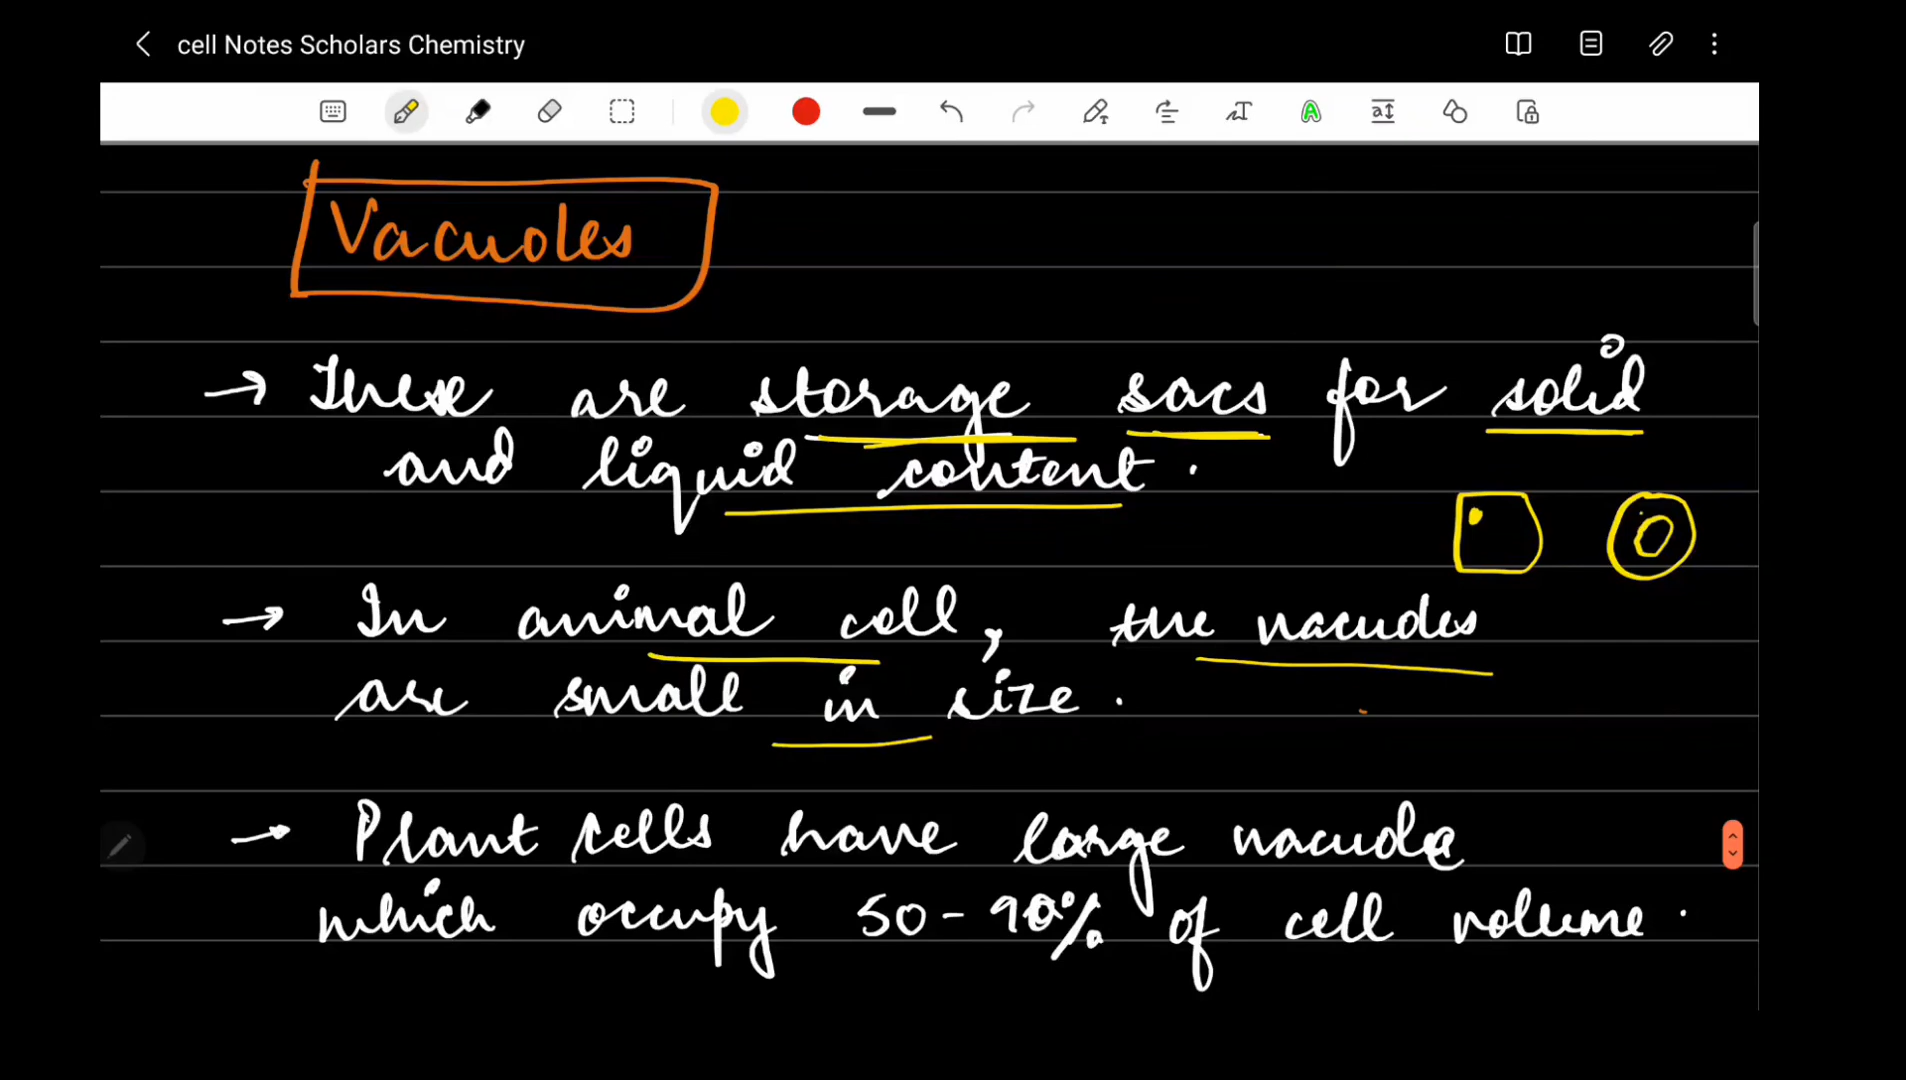 cell Notes Scholars Chemistry
Vacuoles
→ These are storage sacs for solid
and liquid content.
→ In animal cell, the vacuoles
are small in size.
→ Plant cells have large vacuole
which occupy 50-90% of cell volume.